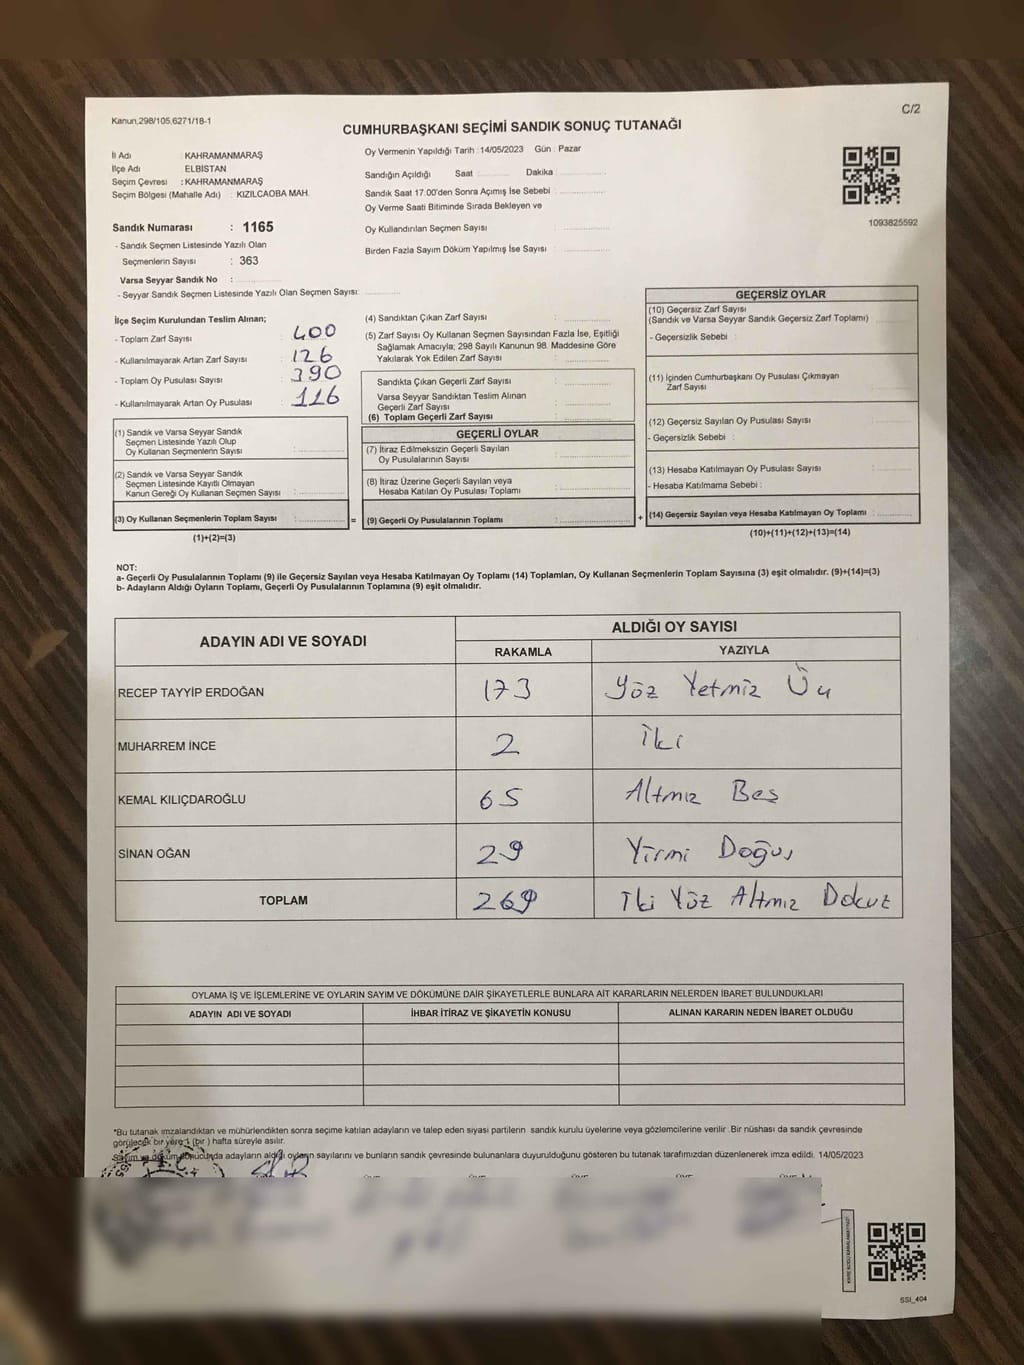 Kanun,298/105,6271/18-1
C/2
CUMHURBAŞKANI SEÇİMİ SANDIK SONUÇ TUTANAĞI
İl Adı : KAHRAMANMARAŞ
İlçe Adı : ELBİSTAN
Seçim Çevresi : KAHRAMANMARAŞ
Seçim Bölgesi (Mahalle Adı) : KIZILCAOBA MAH.
Sandık Numarası : 1165
- Sandık Seçmen Listesinde Yazılı Olan
Seçmenlerin Sayısı : 363
Varsa Seyyar Sandık No :
- Seyyar Sandık Seçmen Listesinde Yazılı Olan Seçmen Sayısı:
Oy Vermenin Yapıldığı Tarih : 14/05/2023 Gün : Pazar
Sandığın Açıldığı Saat Dakika
Sandık Saat 17.00'den Sonra Açımış İse Sebebi :
Oy Verme Saati Bitiminde Sırada Bekleyen ve
Oy Kullandırılan Seçmen Sayısı :
Birden Fazla Sayım Döküm Yapılmış İse Sayısı :
1093825592
İlçe Seçim Kurulundan Teslim Alınan;
- Toplam Zarf Sayısı : 400
- Kullanılmayarak Artan Zarf Sayısı : 126
- Toplam Oy Pusulası Sayısı : 390
- Kullanılmayarak Artan Oy Pusulası : 116
(1) Sandık ve Varsa Seyyar Sandık
Seçmen Listesinde Yazılı Olup
Oy Kullanan Seçmenlerin Sayısı :
(2) Sandık ve Varsa Seyyar Sandık
Seçmen Listesinde Kayıtlı Olmayan
Kanun Gereği Oy Kullanan Seçmen Sayısı :
(3) Oy Kullanan Seçmenlerin Toplam Sayısı :
(1)+(2)=(3)
=
(4) Sandıktan Çıkan Zarf Sayısı :
(5) Zarf Sayısı Oy Kullanan Seçmen Sayısından Fazla İse, Eşitliği
Sağlamak Amacıyla; 298 Sayılı Kanunun 98. Maddesine Göre
Yakılarak Yok Edilen Zarf Sayısı :
Sandıkta Çıkan Geçerli Zarf Sayısı :
Varsa Seyyar Sandıktan Teslim Alınan
Geçerli Zarf Sayısı :
(6) Toplam Geçerli Zarf Sayısı :
GEÇERLİ OYLAR
(7) İtiraz Edilmeksizin Geçerli Sayılan
Oy Pusulalarının Sayısı :
(8) İtiraz Üzerine Geçerli Sayılan veya
Hesaba Katılan Oy Pusulası Toplamı :
(9) Geçerli Oy Pusulalarının Toplamı :
+
GEÇERSİZ OYLAR
(10) Geçersiz Zarf Sayısı
(Sandık ve Varsa Seyyar Sandık Geçersiz Zarf Toplamı)
- Geçersizlik Sebebi :
(11) İçinden Cumhurbaşkanı Oy Pusulası Çıkmayan
Zarf Sayısı
(12) Geçersiz Sayılan Oy Pusulası Sayısı :
- Geçersizlik Sebebi :
(13) Hesaba Katılmayan Oy Pusulası Sayısı :
- Hesaba Katılmama Sebebi :
(14) Geçersiz Sayılan veya Hesaba Katılmayan Oy Toplamı :
(10)+(11)+(12)+(13)=(14)
NOT:
a- Geçerli Oy Pusulalarının Toplamı (9) ile Geçersiz Sayılan veya Hesaba Katılmayan Oy Toplamı (14) Toplamları, Oy Kullanan Seçmenlerin Toplam Sayısına (3) eşit olmalıdır. (9)+(14)=(3)
b- Adayların Aldığı Oyların Toplamı, Geçerli Oy Pusulalarının Toplamına (9) eşit olmalıdır.
ADAYIN ADI VE SOYADI
ALDIĞI OY SAYISI
RAKAMLA YAZIYLA
RECEP TAYYİP ERDOĞAN 173 Yöz Yetmiz Üç
MUHARREM İNCE 2 İki
KEMAL KILIÇDAROĞLU 65 Altmız Beş
SİNAN OĞAN 29 Yirmi Doğuz
TOPLAM 269 İki Yöz Altmız Dokuz
OYLAMA İŞ VE İŞLEMLERİNE VE OYLARIN SAYIM VE DÖKÜMÜNE DAİR ŞİKAYETLERLE BUNLARA AİT KARARLARIN NELERDEN İBARET BULUNDUKLARI
ADAYIN ADI VE SOYADI İHBAR İTİRAZ VE ŞİKAYETİN KONUSU ALINAN KARARIN NEDEN İBARET OLDUĞU
*Bu tutanak imzalandıktan ve mühürlendikten sonra seçime katılan adayların ve talep eden siyasi partilerin sandık kurulu üyelerine veya gözlemcilerine verilir .Bir nüshası da sandık çevresinde
görülecek bir yere 1 (bir ) hafta süreyle asılır.
Sayım ve döküm sonucunda adayların aldığı oyların sayılarını ve bunların sandık çevresinde bulunanlara duyurulduğunu gösteren bu tutanak tarafımızdan düzenlenerek imza edildi. 14/05/2023
SSI_404